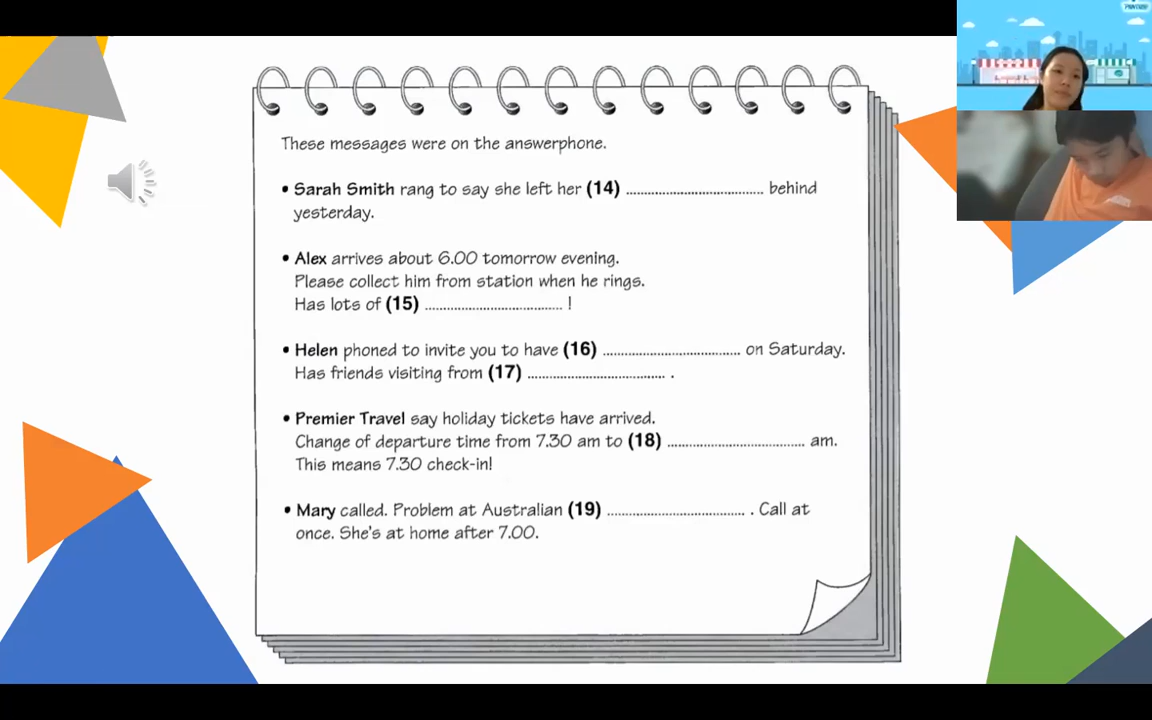 These messages were on the answerphone.
• Sarah Smith rang to say she left her (14) ........................................ behind
yesterday.
• Alex arrives about 6.00 tomorrow evening.
Please collect him from station when he rings.
Has lots of (15) ........................................ !
• Helen phoned to invite you to have (16) ........................................ on Saturday.
Has friends visiting from (17) ........................................ .
• Premier Travel say holiday tickets have arrived.
Change of departure time from 7.30 am to (18) ........................................ am.
This means 7.30 check-in!
• Mary called. Problem at Australian (19) ........................................ . Call at
once. She's at home after 7.00.